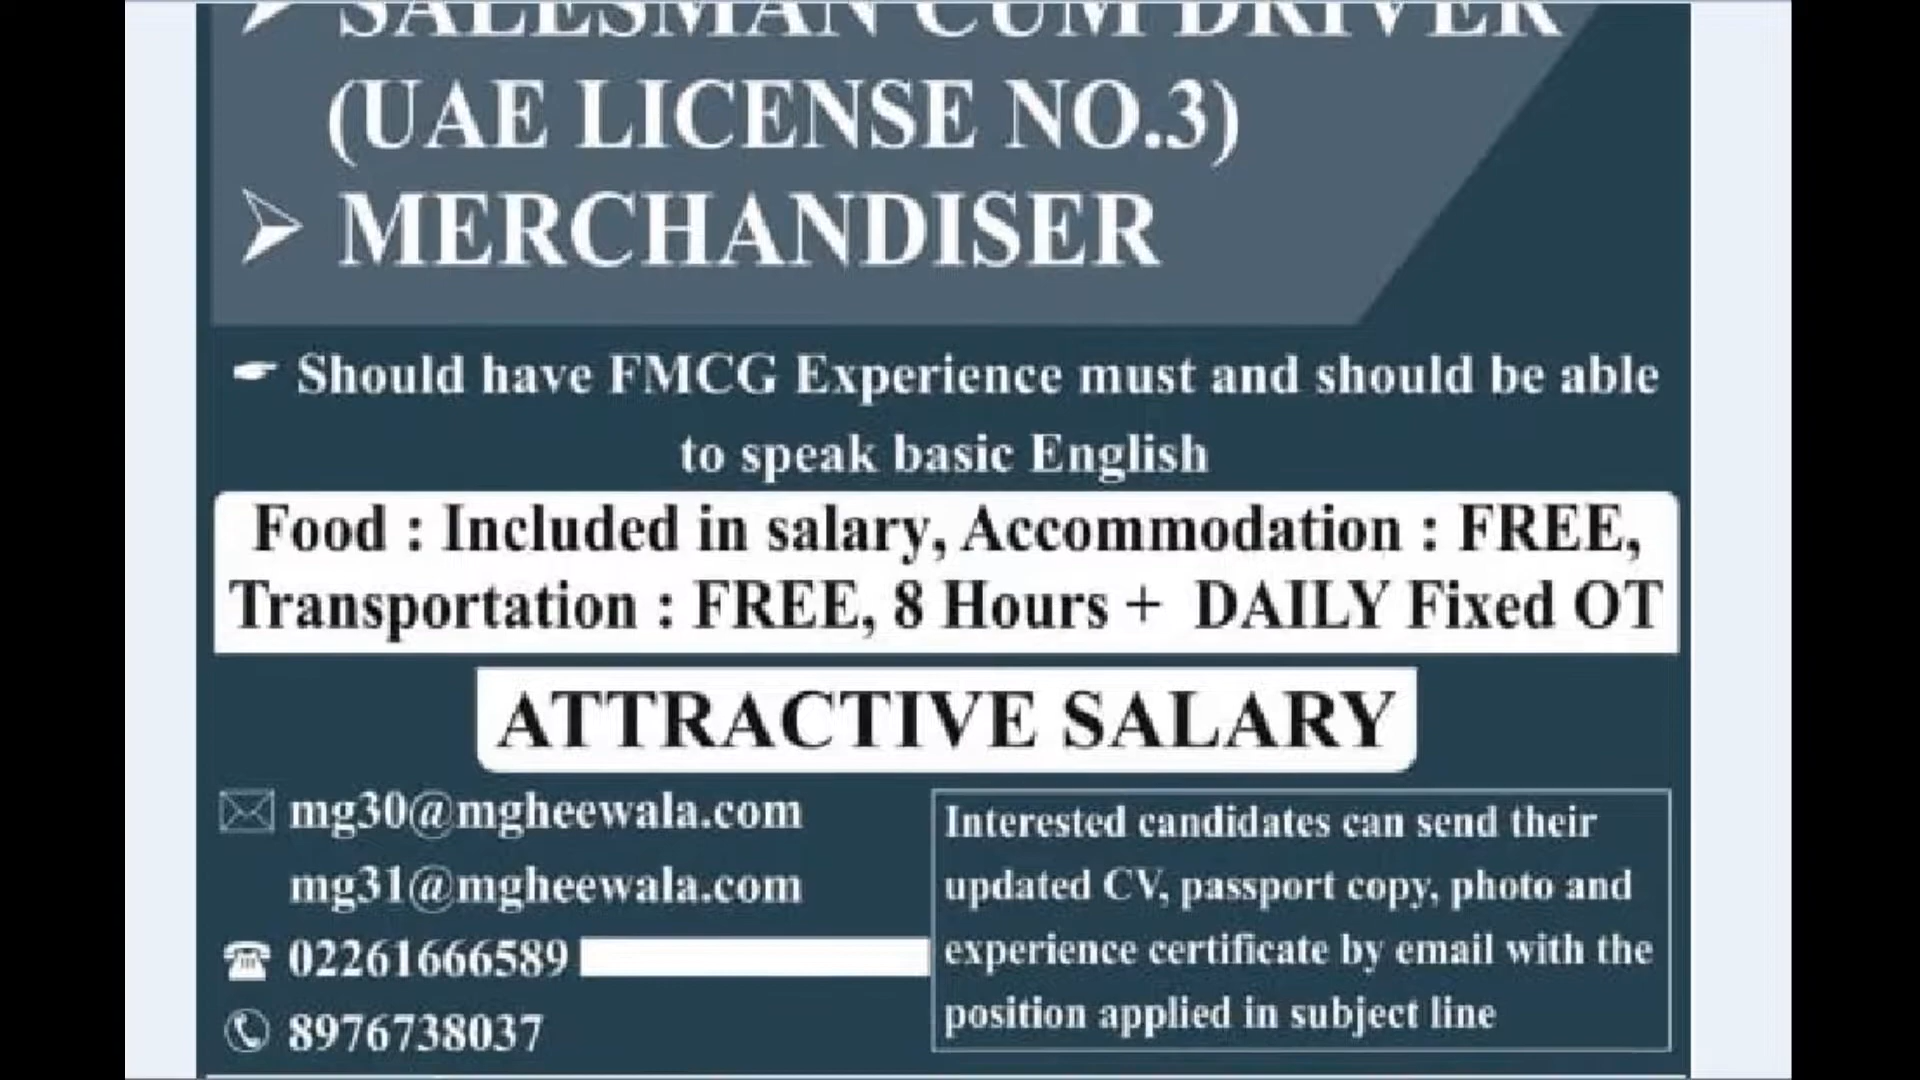 SALESMAN CUM DRIVER
(UAE LICENSE NO.3)
MERCHANDISER
Should have FMCG Experience must and should be able
to speak basic English
Food : Included in salary, Accommodation : FREE,
Transportation : FREE, 8 Hours + DAILY Fixed OT
ATTRACTIVE SALARY
mg30@mgheewala.com
mg31@mgheewala.com
02261666589
8976738037
Interested candidates can send their
updated CV, passport copy, photo and
experience certificate by email with the
position applied in subject line